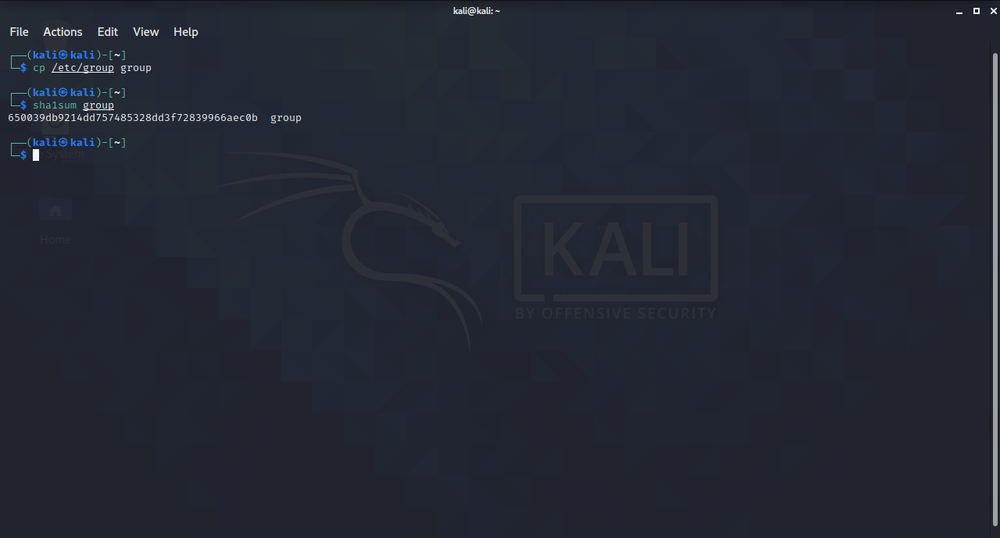 kali@kali: ~
File Actions Edit View Help
┌──(kali㉿kali)-[~]
└─$ cp /etc/group group
┌──(kali㉿kali)-[~]
└─$ sha1sum group
650039db9214dd757485328dd3f72839966aec0b  group
┌──(kali㉿kali)-[~]
└─$
System
Home
KALI
BY OFFENSIVE SECURITY